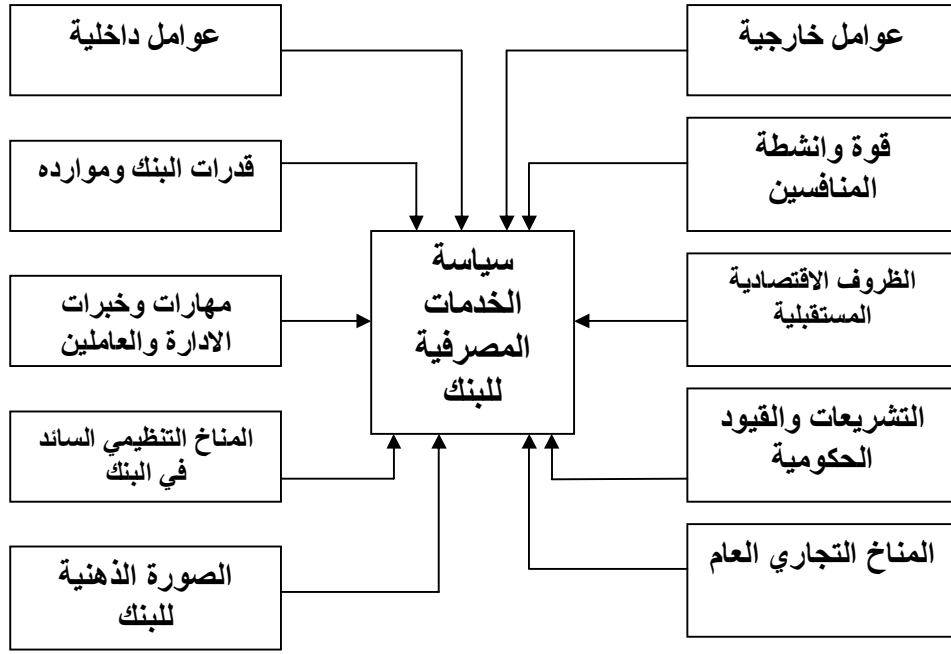 عوامل خارجية
قوة وانشطة
المنافسين
الظروف الاقتصادية
المستقبلية
التشريعات والقيود
الحكومية
المناخ التجاري العام
سياسة
الخدمات
المصرفية
للبنك
عوامل داخلية
قدرات البنك وموارده
مهارات وخبرات
الادارة والعاملين
المناخ التنظيمي السائد
في البنك
الصورة الذهنية
للبنك